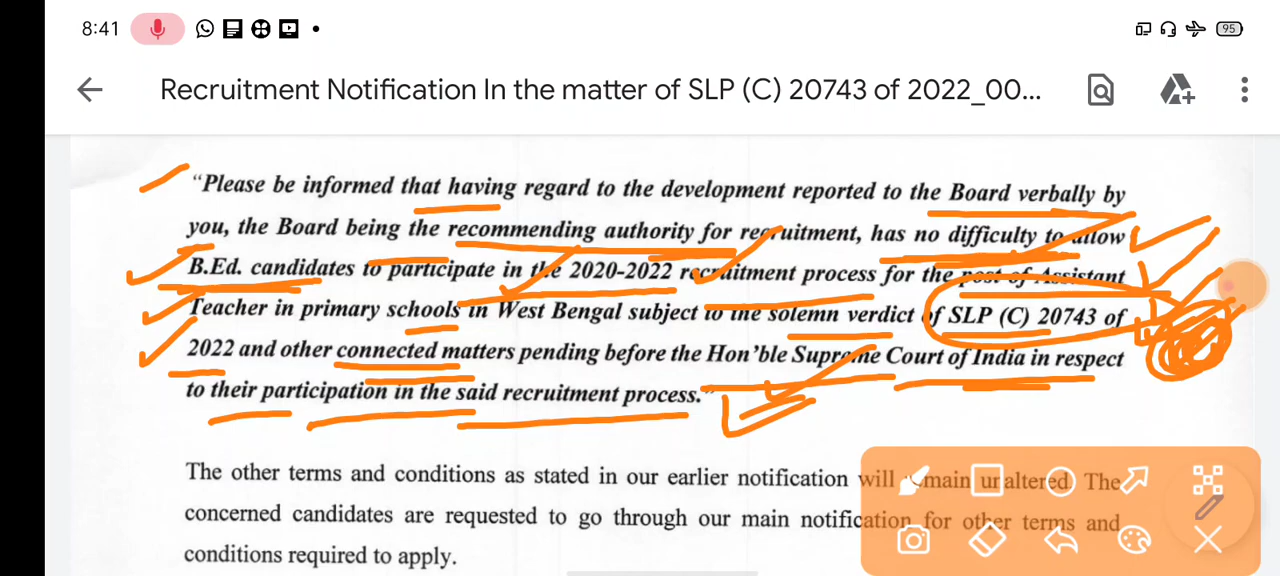 8:41
95
Recruitment Notification In the matter of SLP (C) 20743 of 2022_00...
“Please be informed that having regard to the development reported to the Board verbally by
you, the Board being the recommending authority for recruitment, has no difficulty to allow
B.Ed. candidates to participate in the 2020-2022 recruitment process for the post of Assistant
Teacher in primary schools in West Bengal subject to the solemn verdict of SLP (C) 20743 of
2022 and other connected matters pending before the Hon’ble Supreme Court of India in respect
to their participation in the said recruitment process.”
The other terms and conditions as stated in our earlier notification will remain unaltered. The
concerned candidates are requested to go through our main notification for other terms and
conditions required to apply.